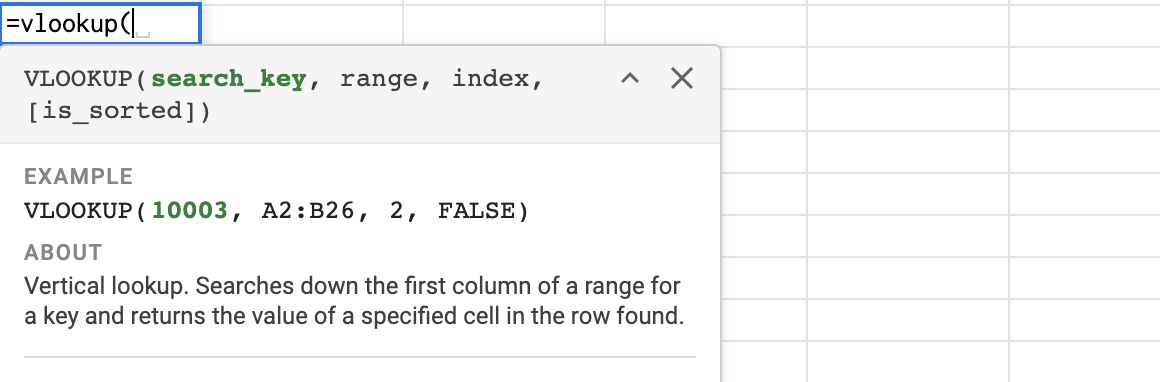 =vlookup(
VLOOKUP(search_key, range, index,
[is_sorted])
EXAMPLE
VLOOKUP(10003, A2:B26, 2, FALSE)
ABOUT
Vertical lookup. Searches down the first column of a range for
a key and returns the value of a specified cell in the row found.